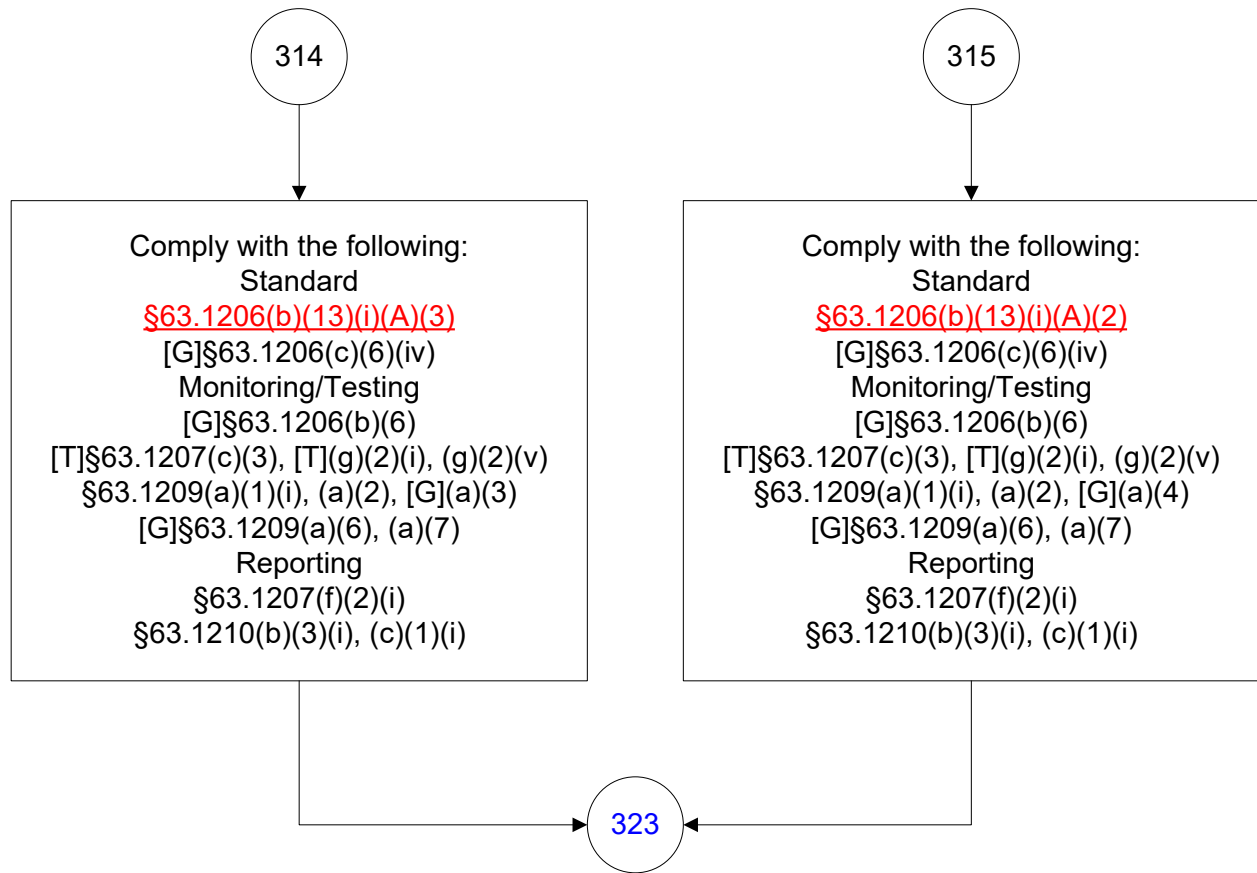 314
315
Comply with the following:
Standard
§63.1206(b)(13)(i)(A)(3)
[G]§63.1206(c)(6)(iv)
Monitoring/Testing
[G]§63.1206(b)(6)
[T]§63.1207(c)(3), [T](g)(2)(i), (g)(2)(v)
§63.1209(a)(1)(i), (a)(2), [G](a)(3)
[G]§63.1209(a)(6), (a)(7)
Reporting
§63.1207(f)(2)(i)
§63.1210(b)(3)(i), (c)(1)(i)
Comply with the following:
Standard
§63.1206(b)(13)(i)(A)(2)
[G]§63.1206(c)(6)(iv)
Monitoring/Testing
[G]§63.1206(b)(6)
[T]§63.1207(c)(3), [T](g)(2)(i), (g)(2)(v)
§63.1209(a)(1)(i), (a)(2), [G](a)(4)
[G]§63.1209(a)(6), (a)(7)
Reporting
§63.1207(f)(2)(i)
§63.1210(b)(3)(i), (c)(1)(i)
323